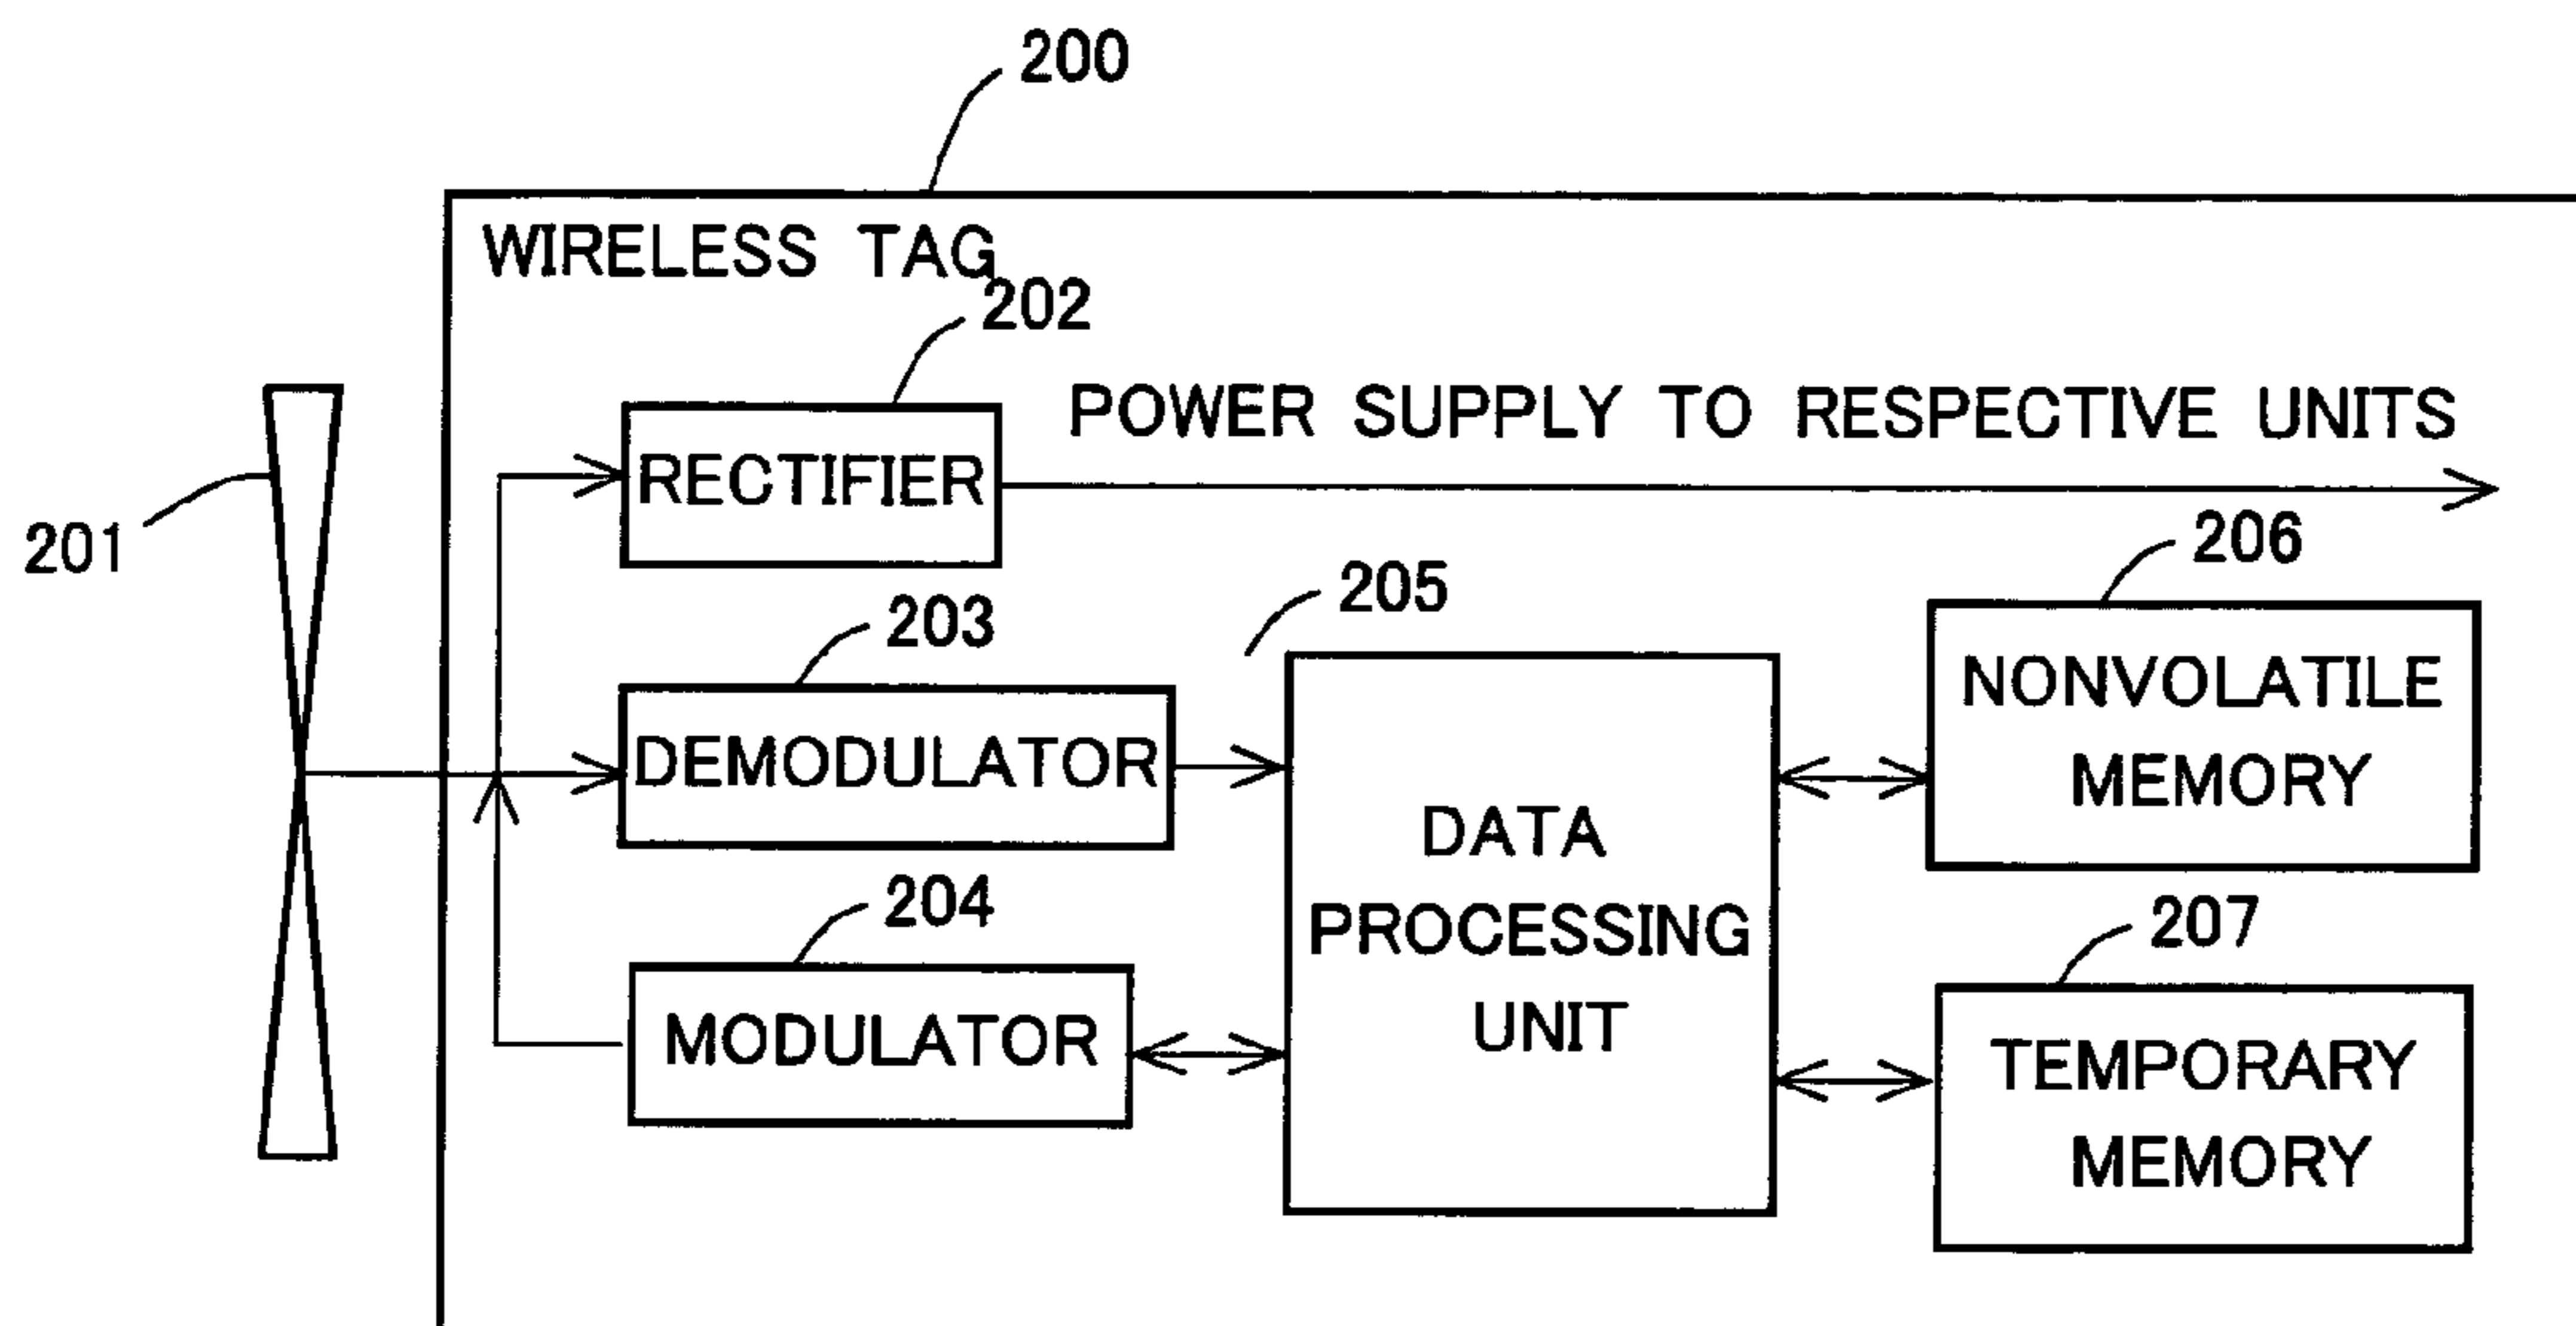 200
WIRELESS TAG
202
POWER SUPPLY TO RESPECTIVE UNITS
RECTIFIER
201
206
205
203
NONVOLATILE
MEMORY
DEMODULATOR
DATA
PROCESSING
UNIT
204
207
MODULATOR
TEMPORARY
MEMORY